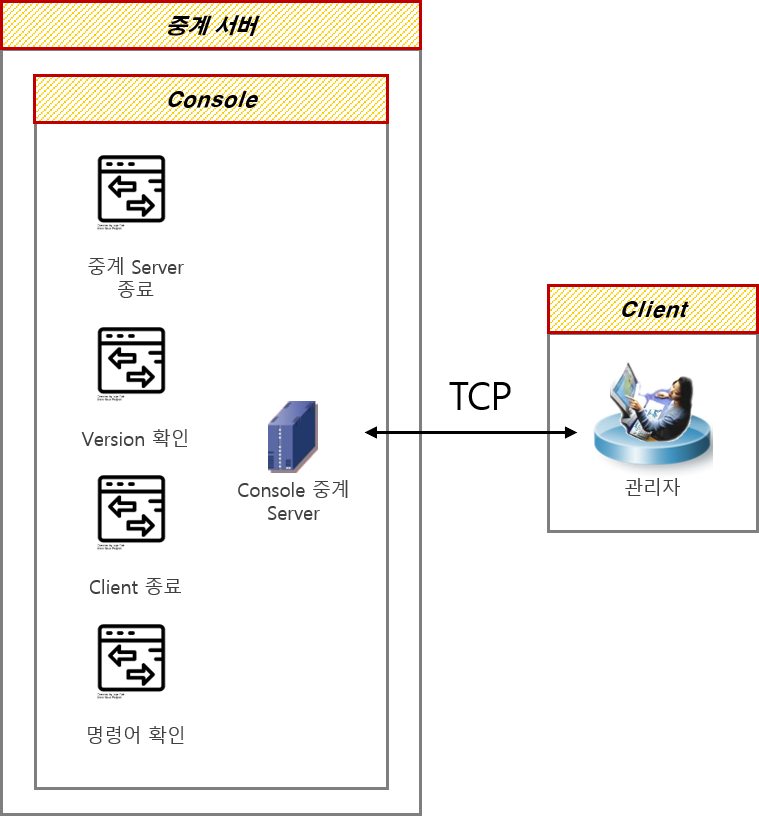 중계 서버
Console
중계 Server
종료
Version 확인
Client 종료
명령어 확인
Console 중계
Server
TCP
Client
관리자